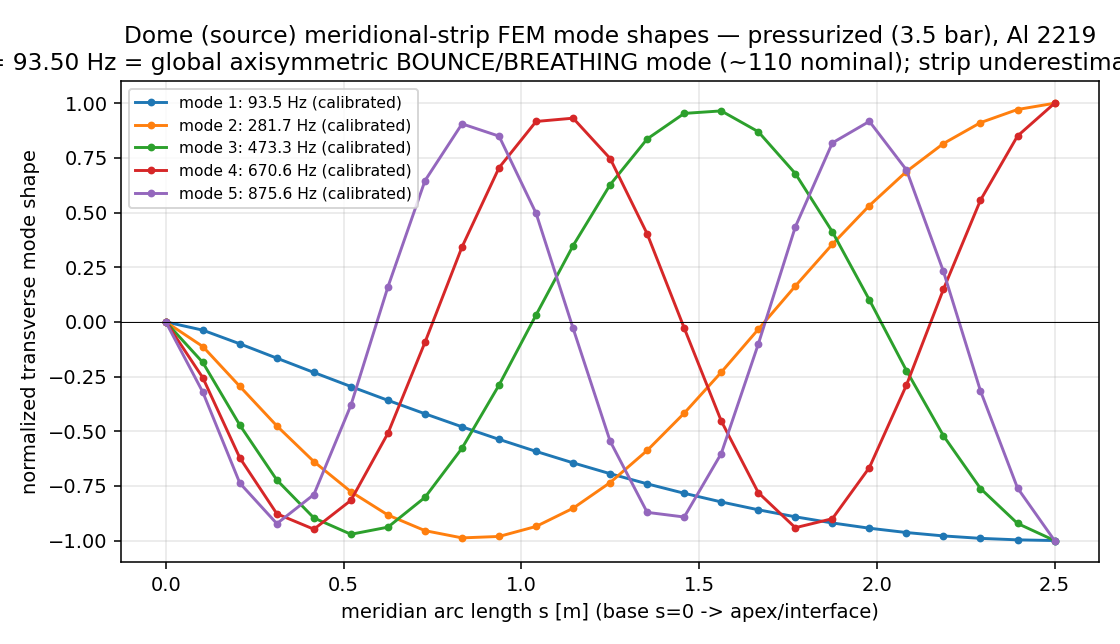 Dome (source) meridional-strip FEM mode shapes — pressurized (3.5 bar), Al 2219
= 93.50 Hz = global axisymmetric BOUNCE/BREATHING mode (~110 nominal); strip
mode 1: 93.5 Hz (calibrated)
mode 2: 281.7 Hz (calibrated)
mode 3: 473.3 Hz (calibrated)
mode 4: 670.6 Hz (calibrated)
mode 5: 875.6 Hz (calibrated)
normalized transverse mode shape
1.00
0.75
0.50
0.25
0.00
−0.25
−0.50
−0.75
−1.00
0.0
0.5
1.0
1.5
2.0
2.5
meridian arc length s [m] (base s=0 -> apex/interface)